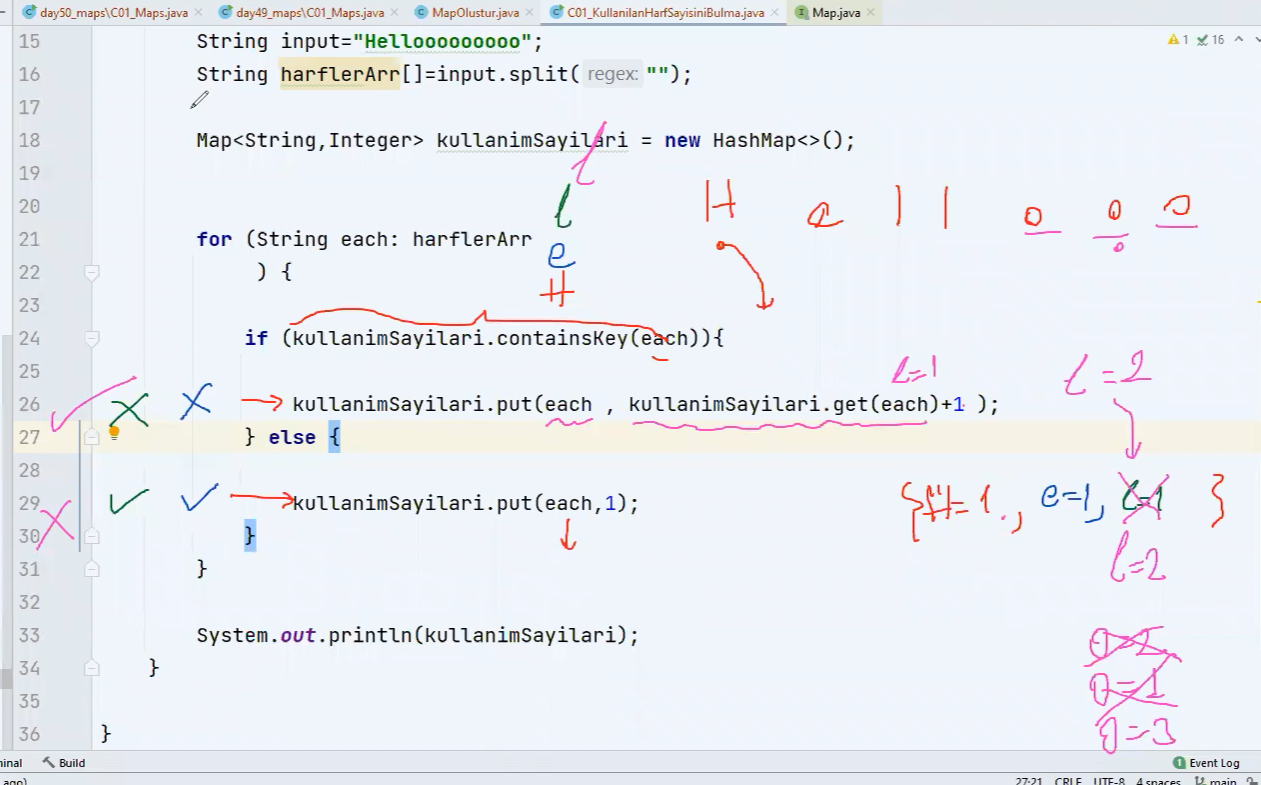 day50_maps\C01_Maps.java × day49_maps\C01_Maps.java × MapOlustur.java × C01_KullanilanHarfSayisiniBulma.java × Map.java ×
1 16
15 String input="Hellooooooooo";
16 String harflerArr[]=input.split( regex: "");
17
18 Map<String,Integer> kullanimSayilari = new HashMap<>();
19
l
20 l H e l l o o o
21 for (String each: harflerArr
e
22 ) {
H
23
24 if (kullanimSayilari.containsKey(each)){
25
l=1 l=2
26 kullanimSayilari.put(each , kullanimSayilari.get(each)+1 );
27 } else {
28
29 kullanimSayilari.put(each,1);
{H=1, e=1, l=1 }
30 }
31 }
l=2
32
33 System.out.println(kullanimSayilari);
o=2
34 }
o=1
35
o=3
36 }
minal Build Event Log
ago) 27:21 CRLF UTF-8 4 spaces main